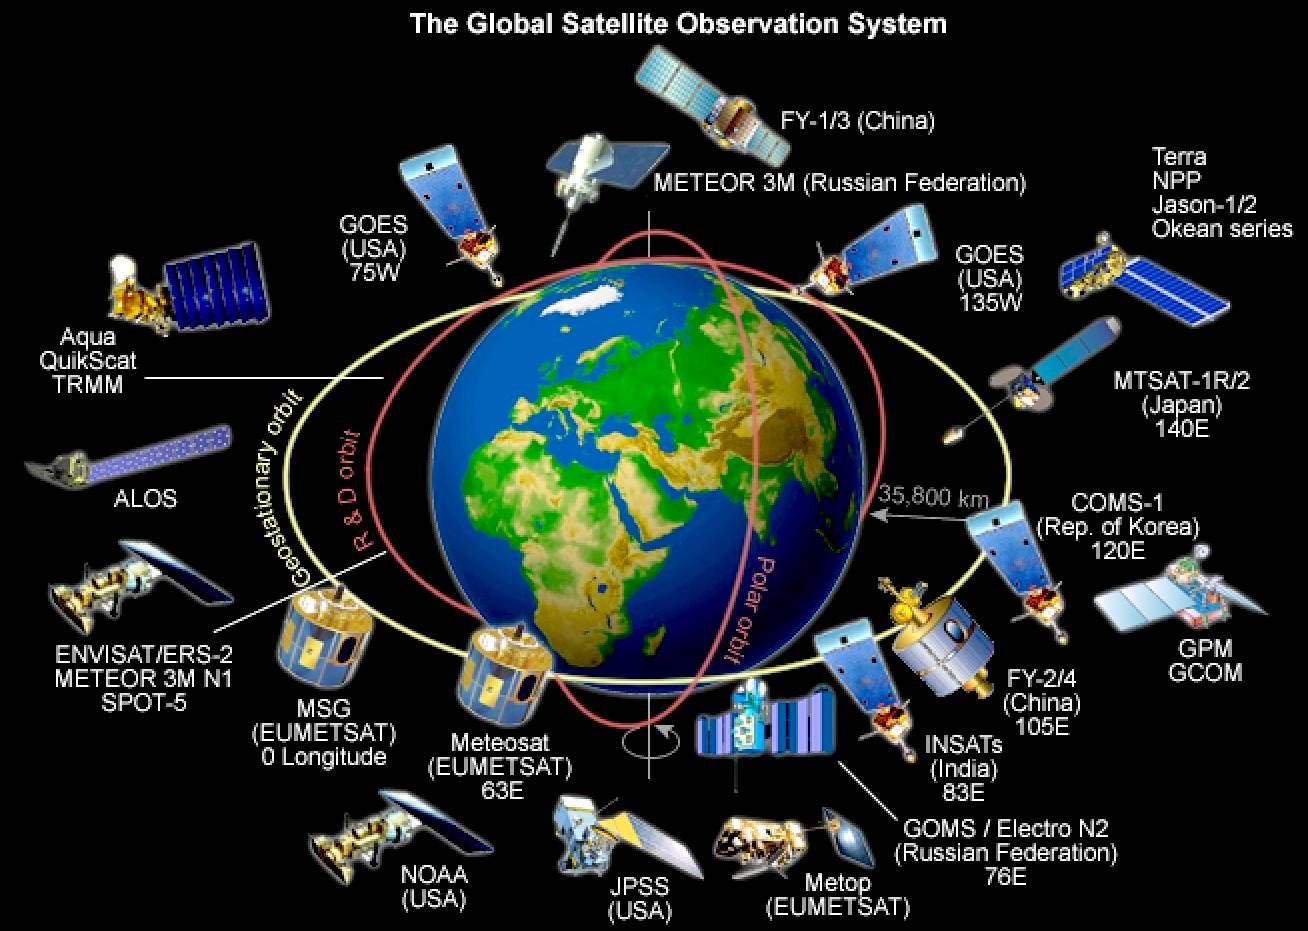 The Global Satellite Observation System
FY-1/3 (China)
METEOR 3M (Russian Federation)
Terra
NPP
Jason-1/2
Okean series
GOES
(USA)
75W
GOES
(USA)
135W
Aqua
QuikScat
TRMM
MTSAT-1R/2
(Japan)
140E
Geostationary orbit
R & D orbit
ALOS
35,800 km
COMS-1
(Rep. of Korea)
120E
Polar orbit
GPM
GCOM
ENVISAT/ERS-2
METEOR 3M N1
SPOT-5
MSG
(EUMETSAT)
0 Longitude
Meteosat
(EUMETSAT)
63E
FY-2/4
(China)
105E
INSATs
(India)
83E
GOMS / Electro N2
(Russian Federation)
76E
NOAA
(USA)
JPSS
(USA)
Metop
(EUMETSAT)